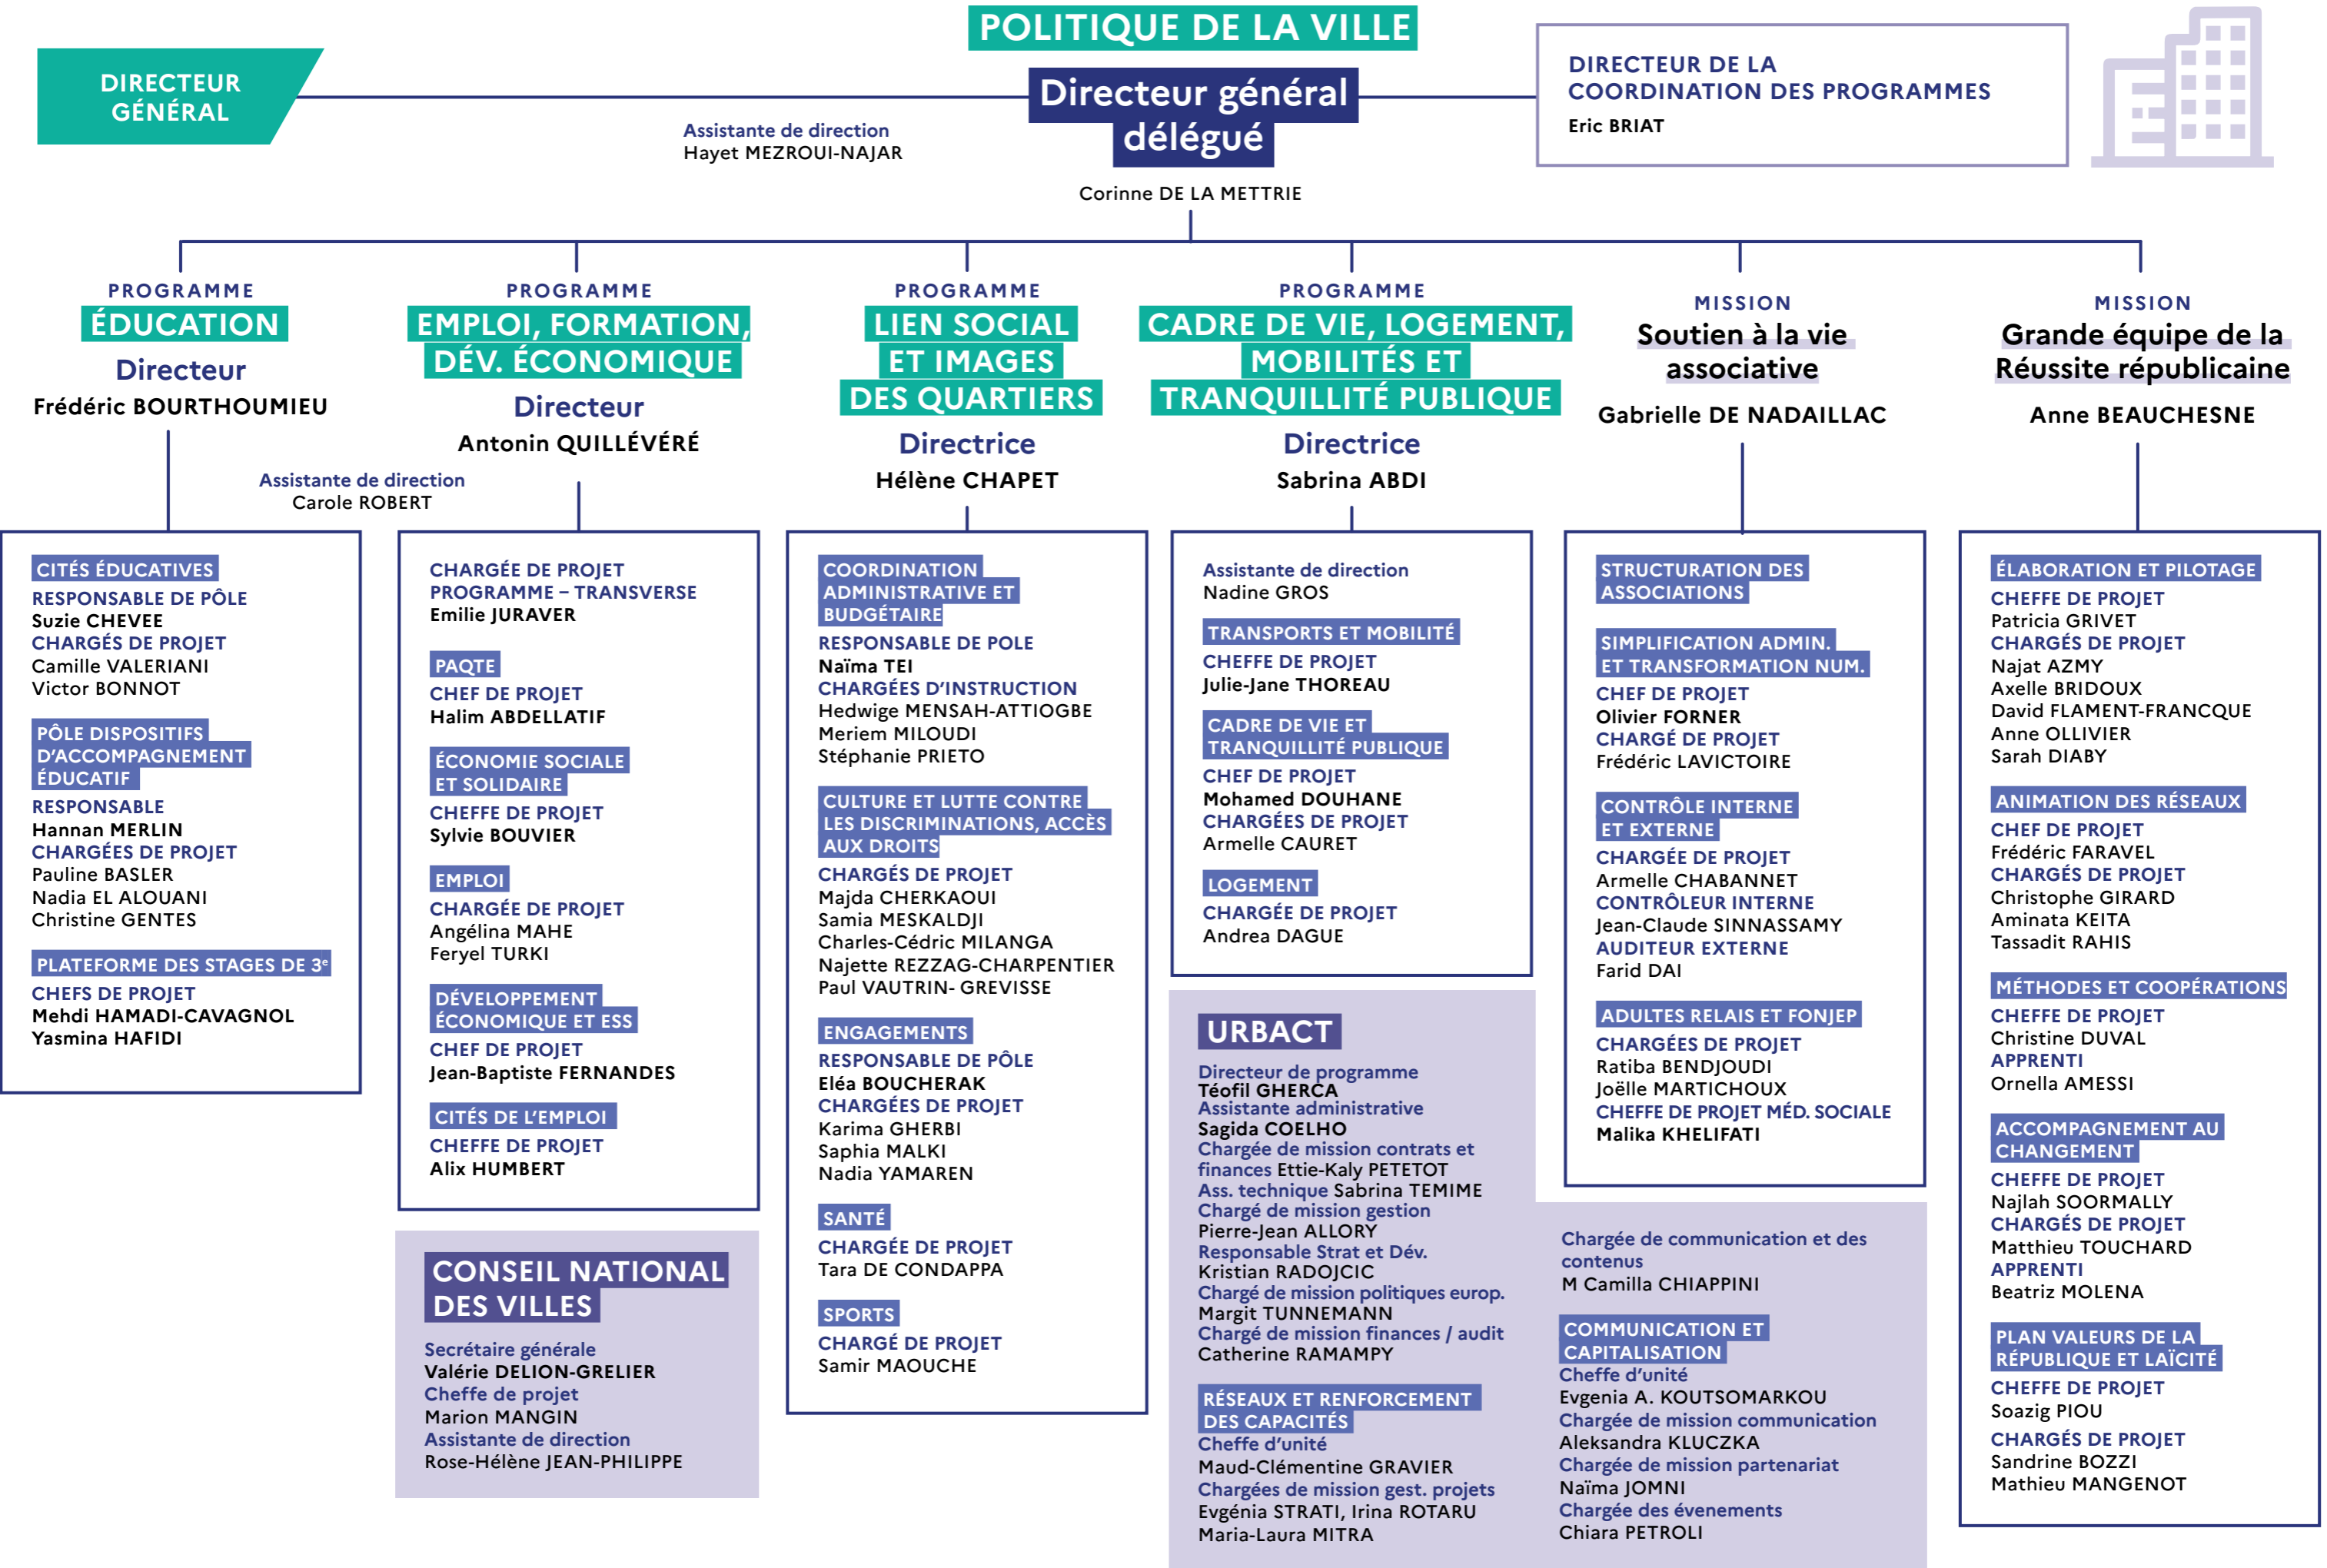 POLITIQUE DE LA VILLE
DIRECTEUR
GÉNÉRAL
Directeur général
délégué
Assistante de direction
Hayet MEZROUI-NAJAR
Corinne DE LA METTRIE
DIRECTEUR DE LA
COORDINATION DES PROGRAMMES
Eric BRIAT
PROGRAMME
ÉDUCATION
Directeur
Frédéric BOURTHOUMIEU
Assistante de direction
Carole ROBERT
CITÉS ÉDUCATIVES
RESPONSABLE DE PÔLE
Suzie CHEVEE
CHARGÉS DE PROJET
Camille VALERIANI
Victor BONNOT
PÔLE DISPOSITIFS
D'ACCOMPAGNEMENT
ÉDUCATIF
RESPONSABLE
Hannan MERLIN
CHARGÉES DE PROJET
Pauline BASLER
Nadia EL ALOUANI
Christine GENTES
PLATEFORME DES STAGES DE 3e
CHEFS DE PROJET
Mehdi HAMADI-CAVAGNOL
Yasmina HAFIDI
PROGRAMME
EMPLOI, FORMATION,
DÉV. ÉCONOMIQUE
Directeur
Antonin QUILLÉVÉRÉ
CHARGÉE DE PROJET
PROGRAMME – TRANSVERSE
Emilie JURAVER
PAQTE
CHEF DE PROJET
Halim ABDELLATIF
ÉCONOMIE SOCIALE
ET SOLIDAIRE
CHEFFE DE PROJET
Sylvie BOUVIER
EMPLOI
CHARGÉE DE PROJET
Angélina MAHE
Feryel TURKI
DÉVELOPPEMENT
ÉCONOMIQUE ET ESS
CHEF DE PROJET
Jean-Baptiste FERNANDES
CITÉS DE L'EMPLOI
CHEFFE DE PROJET
Alix HUMBERT
CONSEIL NATIONAL
DES VILLES
Secrétaire générale
Valérie DELION-GRELIER
Cheffe de projet
Marion MANGIN
Assistante de direction
Rose-Hélène JEAN-PHILIPPE
PROGRAMME
LIEN SOCIAL
ET IMAGES
DES QUARTIERS
Directrice
Hélène CHAPET
COORDINATION
ADMINISTRATIVE ET
BUDGÉTAIRE
RESPONSABLE DE POLE
Naïma TEI
CHARGÉES D'INSTRUCTION
Hedwige MENSAH-ATTIOGBE
Meriem MILOUDI
Stéphanie PRIETO
CULTURE ET LUTTE CONTRE
LES DISCRIMINATIONS, ACCÈS
AUX DROITS
CHARGÉS DE PROJET
Majda CHERKAOUI
Samia MESKALDJI
Charles-Cédric MILANGA
Najette REZZAG-CHARPENTIER
Paul VAUTRIN- GREVISSE
ENGAGEMENTS
RESPONSABLE DE PÔLE
Eléa BOUCHERAK
CHARGÉES DE PROJET
Karima GHERBI
Saphia MALKI
Nadia YAMAREN
SANTÉ
CHARGÉE DE PROJET
Tara DE CONDAPPA
SPORTS
CHARGÉ DE PROJET
Samir MAOUCHE
PROGRAMME
CADRE DE VIE, LOGEMENT,
MOBILITÉS ET
TRANQUILLITÉ PUBLIQUE
Directrice
Sabrina ABDI
Assistante de direction
Nadine GROS
TRANSPORTS ET MOBILITÉ
CHEFFE DE PROJET
Julie-Jane THOREAU
CADRE DE VIE ET
TRANQUILLITÉ PUBLIQUE
CHEF DE PROJET
Mohamed DOUHANE
CHARGÉES DE PROJET
Armelle CAURET
LOGEMENT
CHARGÉE DE PROJET
Andrea DAGUE
URBACT
Directeur de programme
Téofil GHERCA
Assistante administrative
Sagida COELHO
Chargée de mission contrats et
finances Ettie-Kaly PETETOT
Ass. technique Sabrina TEMIME
Chargé de mission gestion
Pierre-Jean ALLORY
Responsable Strat et Dév.
Kristian RADOJCIC
Chargé de mission politiques europ.
Margit TUNNEMANN
Chargé de mission finances / audit
Catherine RAMAMPY
RÉSEAUX ET RENFORCEMENT
DES CAPACITÉS
Cheffe d'unité
Maud-Clémentine GRAVIER
Chargées de mission gest. projets
Evgénia STRATI, Irina ROTARU
Maria-Laura MITRA
Chargée de communication et des
contenus
M Camilla CHIAPPINI
COMMUNICATION ET
CAPITALISATION
Cheffe d'unité
Evgenia A. KOUTSOMARKOU
Chargée de mission communication
Aleksandra KLUCZKA
Chargée de mission partenariat
Naïma JOMNI
Chargée des évenements
Chiara PETROLI
MISSION
Soutien à la vie
associative
Gabrielle DE NADAILLAC
STRUCTURATION DES
ASSOCIATIONS
SIMPLIFICATION ADMIN.
ET TRANSFORMATION NUM.
CHEF DE PROJET
Olivier FORNER
CHARGÉ DE PROJET
Frédéric LAVICTOIRE
CONTRÔLE INTERNE
ET EXTERNE
CHARGÉE DE PROJET
Armelle CHABANNET
CONTRÔLEUR INTERNE
Jean-Claude SINNASSAMY
AUDITEUR EXTERNE
Farid DAI
ADULTES RELAIS ET FONJEP
CHARGÉES DE PROJET
Ratiba BENDJOUDI
Joëlle MARTICHOUX
CHEFFE DE PROJET MÉD. SOCIALE
Malika KHELIFATI
MISSION
Grande équipe de la
Réussite républicaine
Anne BEAUCHESNE
ÉLABORATION ET PILOTAGE
CHEFFE DE PROJET
Patricia GRIVET
CHARGÉS DE PROJET
Najat AZMY
Axelle BRIDOUX
David FLAMENT-FRANCQUE
Anne OLLIVIER
Sarah DIABY
ANIMATION DES RÉSEAUX
CHEF DE PROJET
Frédéric FARAVEL
CHARGÉS DE PROJET
Christophe GIRARD
Aminata KEITA
Tassadit RAHIS
MÉTHODES ET COOPÉRATIONS
CHEFFE DE PROJET
Christine DUVAL
APPRENTI
Ornella AMESSI
ACCOMPAGNEMENT AU
CHANGEMENT
CHEFFE DE PROJET
Najlah SOORMALLY
CHARGÉS DE PROJET
Matthieu TOUCHARD
APPRENTI
Beatriz MOLENA
PLAN VALEURS DE LA
RÉPUBLIQUE ET LAÏCITÉ
CHEFFE DE PROJET
Soazig PIOU
CHARGÉS DE PROJET
Sandrine BOZZI
Mathieu MANGENOT